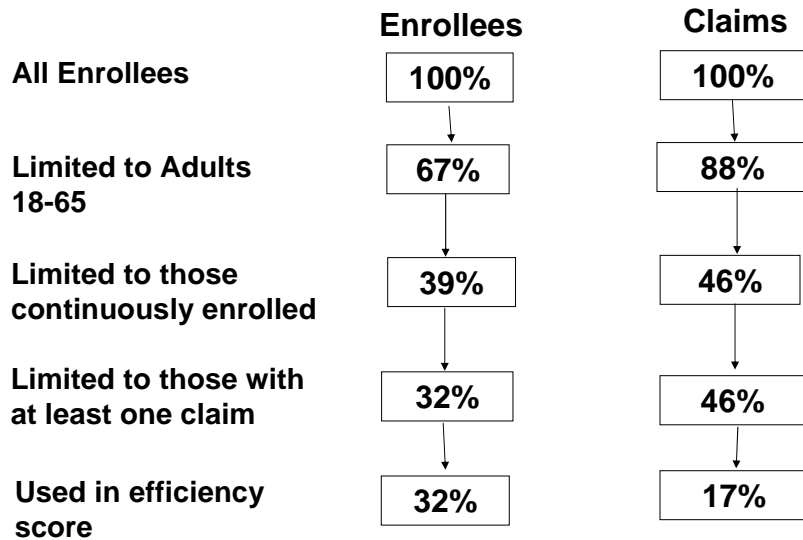 Enrollees Claims
All Enrollees 100% 100%
Limited to Adults 67% 88%
18-65
Limited to those 39% 46%
continuously enrolled
Limited to those with 32% 46%
at least one claim
Used in efficiency 32% 17%
score